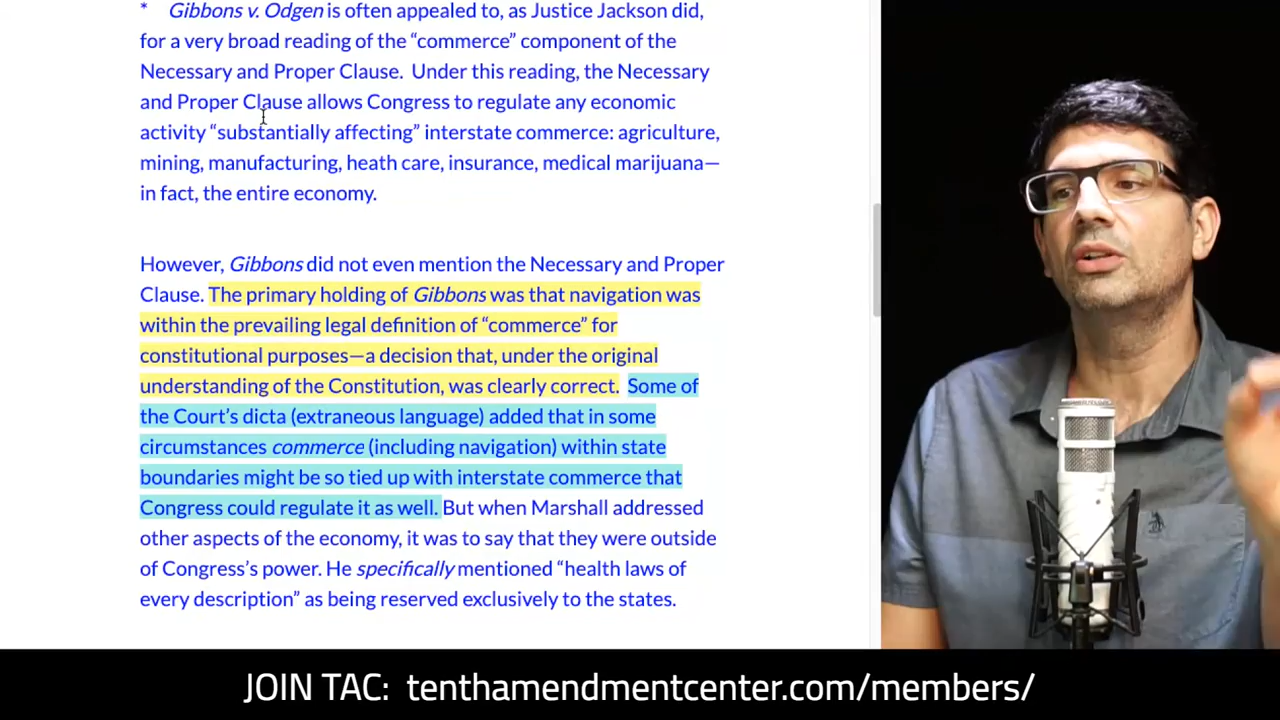 * Gibbons v. Odgen is often appealed to, as Justice Jackson did,
for a very broad reading of the “commerce” component of the
Necessary and Proper Clause. Under this reading, the Necessary
and Proper Clause allows Congress to regulate any economic
activity “substantially affecting” interstate commerce: agriculture,
mining, manufacturing, heath care, insurance, medical marijuana—
in fact, the entire economy.
However, Gibbons did not even mention the Necessary and Proper
Clause. The primary holding of Gibbons was that navigation was
within the prevailing legal definition of “commerce” for
constitutional purposes—a decision that, under the original
understanding of the Constitution, was clearly correct. Some of
the Court’s dicta (extraneous language) added that in some
circumstances commerce (including navigation) within state
boundaries might be so tied up with interstate commerce that
Congress could regulate it as well. But when Marshall addressed
other aspects of the economy, it was to say that they were outside
of Congress’s power. He specifically mentioned “health laws of
every description” as being reserved exclusively to the states.
JOIN TAC: tenthamendmentcenter.com/members/